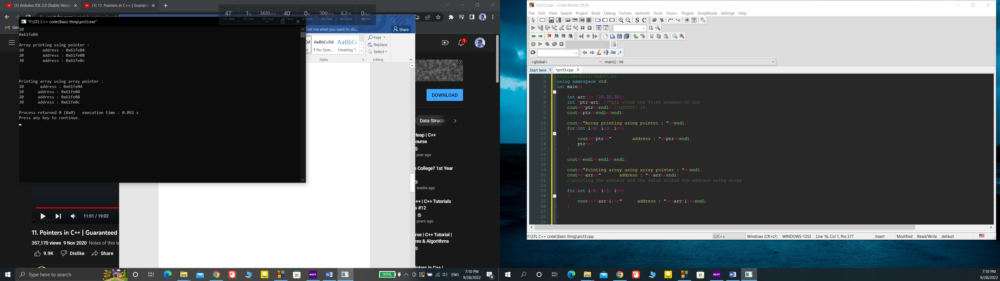 (1) Arduino IDE 2.0 (Stable Versio
(1) 11. Pointers in C++ | Guarante
47°
CPU Temp
1%
CPU Load
3420MHz
CPU Clock
40°
GPU Temp
0%
GPU Load
300MHz
GPU Clock
6.2GB
RAM Load
0KB/s
Network
"F:\STL C++ code\Basic thing\prct3.exe"
10
0x61fe04
Array printing using pointer :
10       address : 0x61fe04
20       address : 0x61fe08
30       address : 0x61fe0c
Printing array using array pointer :
10      address : 0x61fe04
10     address : 0x61fe04
20     address : 0x61fe08
30     address : 0x61fe0c
Process returned 0 (0x0)   execution time : 0.092 s
Press any key to continue.
Gm
Tell me what you want to do...
Share
AaBbCcDd
AaBbCc
¶ No Spac...
Heading 1
Styles
Find
Replace
Select
Editing
1
DOWNLOAD
Data Structu
Heap | C++
ourse
year ago
College? 1st Year
weeks ago
++ | C++ Tutorials
s #12
years ago
rse | C++ Tutorial |
res & Algorithms
11:01 / 19:02
11. Pointers in C++ | Guaranteed
357,170 views 9 Nov 2020 Notes of this le
9.9K
Dislike
Share
Type here to search
99%
ENG
7:10 PM
9/28/2022
4
*prct3.cpp - Code::Blocks 20.03
File Edit View Search Project Build Debug Fortran wxSmith Tools Tools+ Plugins DoxyBlocks Settings Help
S C
/** *<
Aa .*
<global>
main() : int
Start here
*prct3.cpp
1 #include<bits/stdc++.h>
2 using namespace std;
3 int main()
4 {
5     int arr[]= {10,20,30};
6     int *ptr=arr; //*ptr store the first element of arr
7     cout<<*ptr<<endl; //OUTPUT: 10
8     cout<<ptr<<endl<<endl;
9
10     cout<<"Array printing using pointer : "<<endl;
11     for(int i=0; i<3; i++)
12     {
13         cout<<*ptr<<"        address : "<<ptr<<endl;
14         ptr++;
15     }
16
17     cout<<endl<<endl<<endl;
18
19     cout<<"Printing array using array pointer : "<<endl;
20     cout<<*arr<<"       address : "<<arr<<endl;
21     //printing the address and the value stored the address using array
22
23     for(int i=0; i<3; i++)
24     {
25         cout<<*(arr+i)<<"      address : "<<(arr+i)<<endl;
26     }
27
28 }
29
F:\STL C++ code\Basic thing\prct3.cpp
C/C++
Windows (CR+LF)
WINDOWS-1252
Line 16, Col 1, Pos 377
Insert
Modified
Read/Write
default
NZXT
7:10 PM
9/28/2022